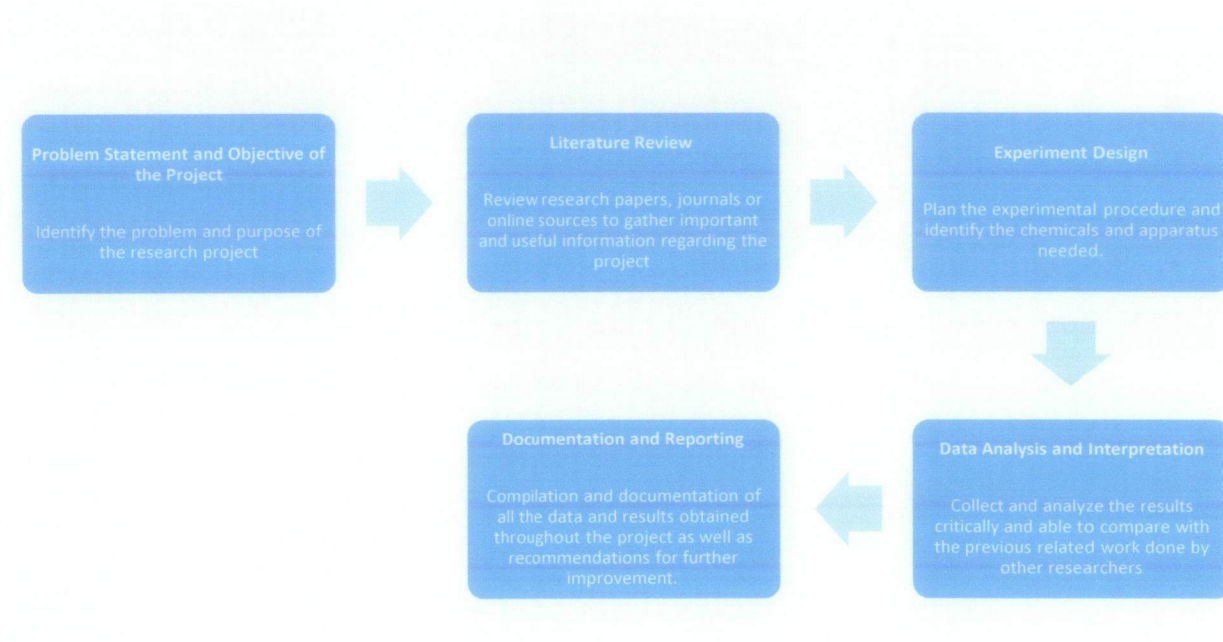 Problem Statement and Objective of
the Project
Identify the problem and purpose of
the research project
Literature Review
Review research papers, journals or
online sources to gather important
and useful information regarding the
project
Experiment Design
Plan the experimental procedure and
identify the chemicals and apparatus
needed.
Data Analysis and Interpretation
Collect and analyze the results
critically and able to compare with
the previous related work done by
other researchers
Documentation and Reporting
Compilation and documentation of
all the data and results obtained
throughout the project as well as
recommendations for further
improvement.